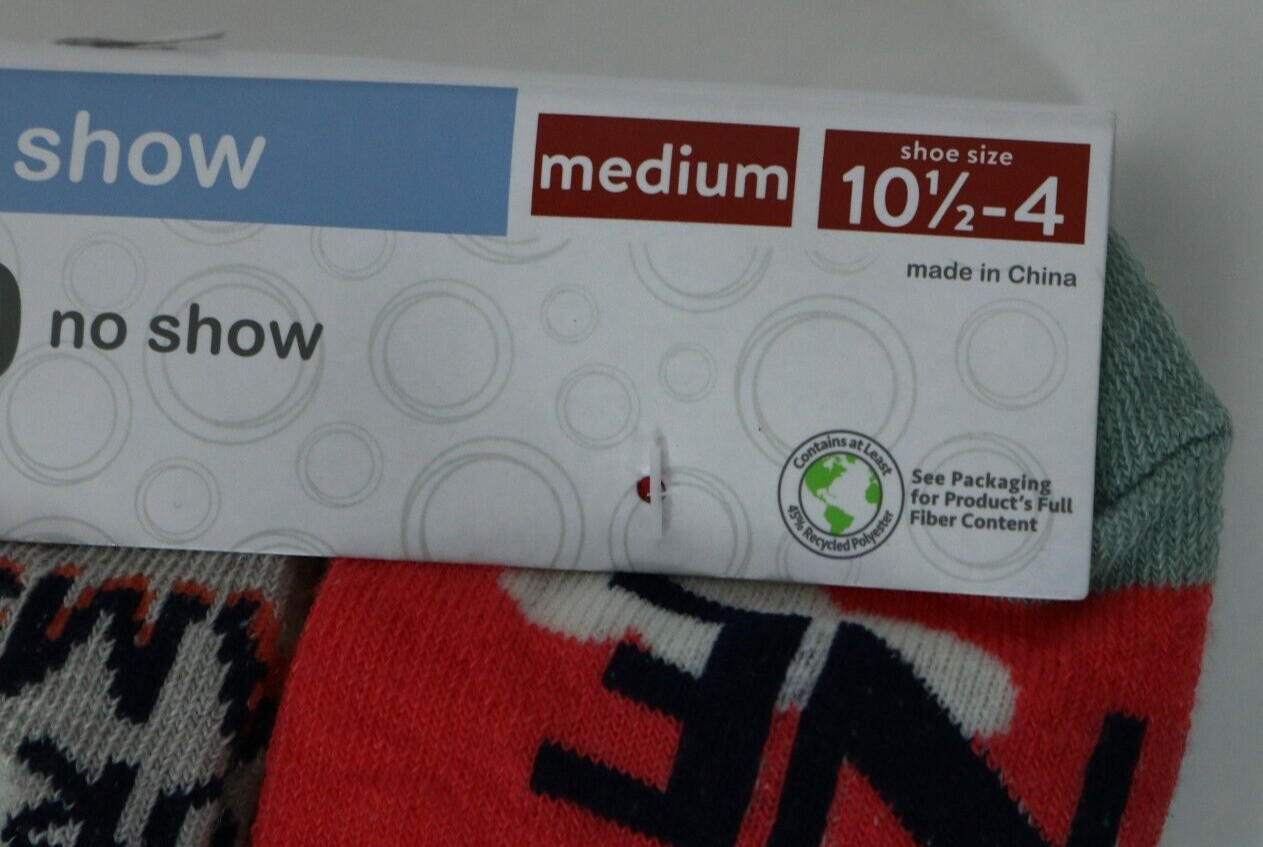 show
medium
shoe size
10½-4
made in China
no show
Contains at Least
45% Recycled Polyester
See Packaging
for Product's Full
Fiber Content